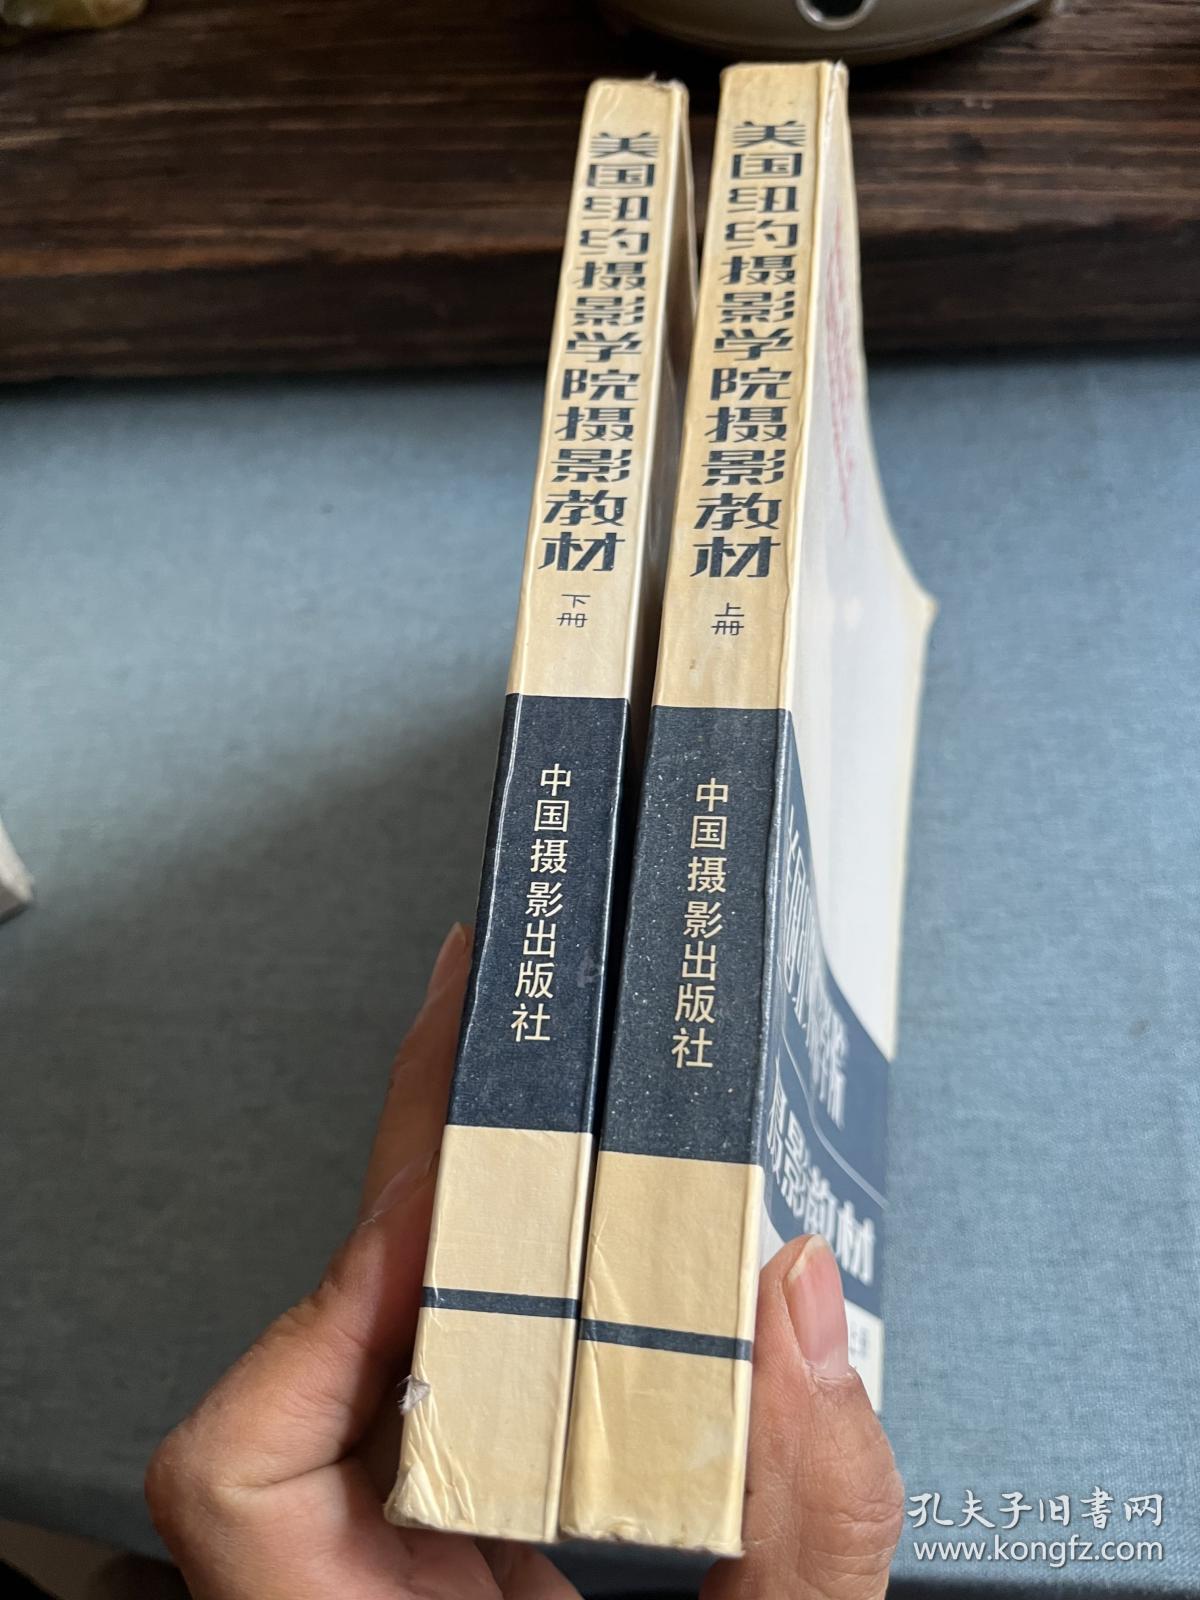 美国纽约摄影学院摄影教材
下册
中国摄影出版社
美国纽约摄影学院摄影教材
上册
中国摄影出版社
影教材
孔夫子旧书网
www.kongfz.com